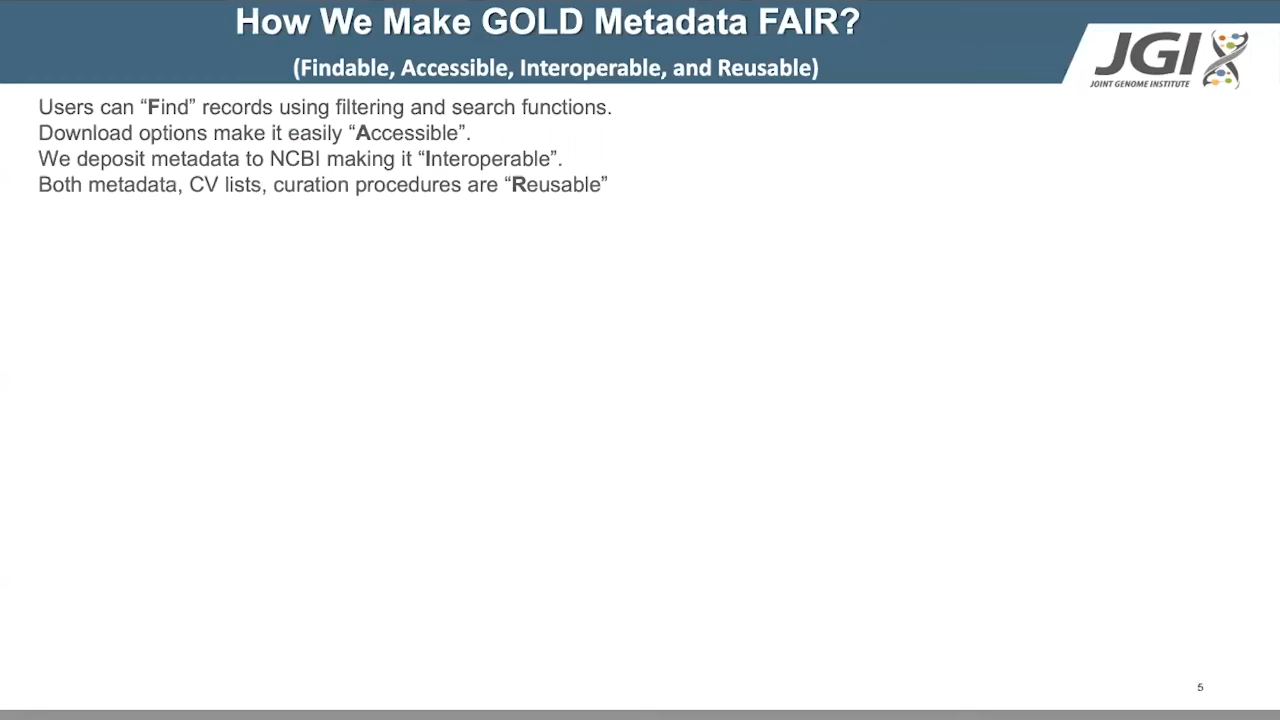 How We Make GOLD Metadata FAIR?
(Findable, Accessible, Interoperable, and Reusable)
JGI
JOINT GENOME INSTITUTE
Users can “Find” records using filtering and search functions.
Download options make it easily “Accessible”.
We deposit metadata to NCBI making it “Interoperable”.
Both metadata, CV lists, curation procedures are “Reusable”
5